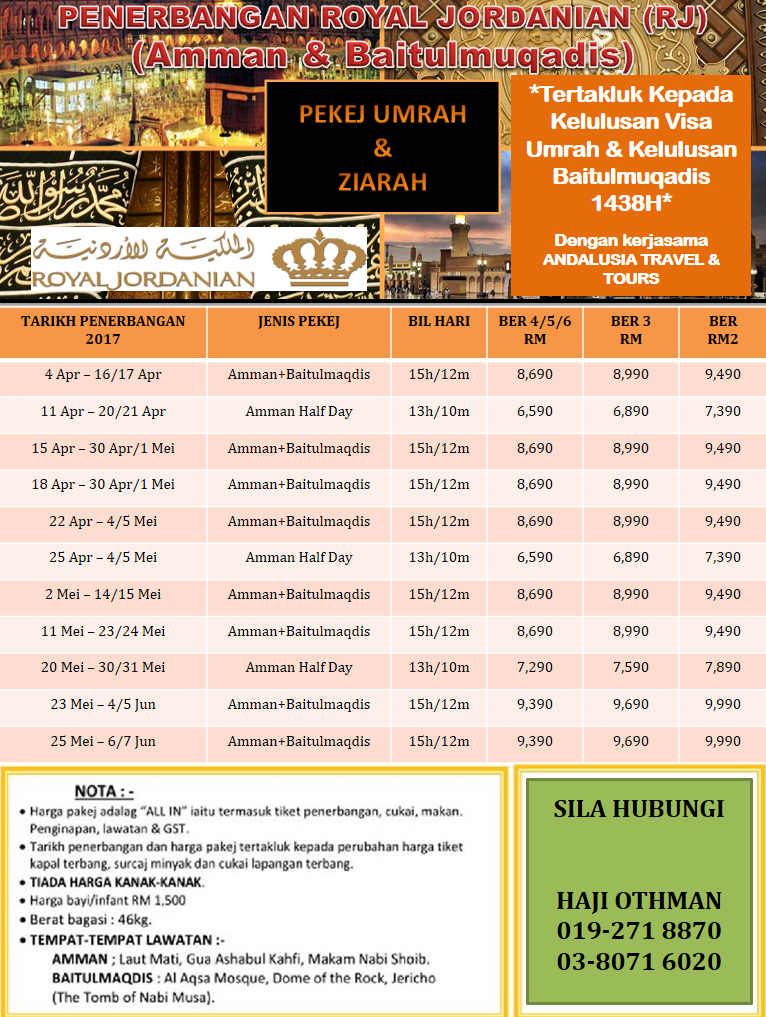 PENERBANGAN ROYAL JORDANIAN (RJ)
(Amman & Baitulmuqadis)
PEKEJ UMRAH
&
ZIARAH
*Tertakluk Kepada
Kelulusan Visa
Umrah & Kelulusan
Baitulmuqadis
1438H*
Dengan kerjasama
ANDALUSIA TRAVEL &
TOURS
محمد رسول الله
الملكية الأردنية
ROYAL JORDANIAN
TARIKH PENERBANGAN 2017 JENIS PEKEJ BIL HARI BER 4/5/6 RM BER 3 RM BER RM2
4 Apr – 16/17 Apr Amman+Baitulmaqdis 15h/12m 8,690 8,990 9,490
11 Apr – 20/21 Apr Amman Half Day 13h/10m 6,590 6,890 7,390
15 Apr – 30 Apr/1 Mei Amman+Baitulmaqdis 15h/12m 8,690 8,990 9,490
18 Apr – 30 Apr/1 Mei Amman+Baitulmaqdis 15h/12m 8,690 8,990 9,490
22 Apr – 4/5 Mei Amman+Baitulmaqdis 15h/12m 8,690 8,990 9,490
25 Apr – 4/5 Mei Amman Half Day 13h/10m 6,590 6,890 7,390
2 Mei – 14/15 Mei Amman+Baitulmaqdis 15h/12m 8,690 8,990 9,490
11 Mei – 23/24 Mei Amman+Baitulmaqdis 15h/12m 8,690 8,990 9,490
20 Mei – 30/31 Mei Amman Half Day 13h/10m 7,290 7,590 7,890
23 Mei – 4/5 Jun Amman+Baitulmaqdis 15h/12m 9,390 9,690 9,990
25 Mei – 6/7 Jun Amman+Baitulmaqdis 15h/12m 9,390 9,690 9,990
NOTA : -
• Harga pakej adalag “ALL IN” iaitu termasuk tiket penerbangan, cukai, makan.
Penginapan, lawatan & GST.
• Tarikh penerbangan dan harga pakej tertakluk kepada perubahan harga tiket
kapal terbang, surcaj minyak dan cukai lapangan terbang.
• TIADA HARGA KANAK-KANAK.
• Harga bayi/infant RM 1,500
• Berat bagasi : 46kg.
• TEMPAT-TEMPAT LAWATAN :-
AMMAN ; Laut Mati, Gua Ashabul Kahfi, Makam Nabi Shoib.
BAITULMAQDIS : Al Aqsa Mosque, Dome of the Rock, Jericho
(The Tomb of Nabi Musa).
SILA HUBUNGI
HAJI OTHMAN
019-271 8870
03-8071 6020